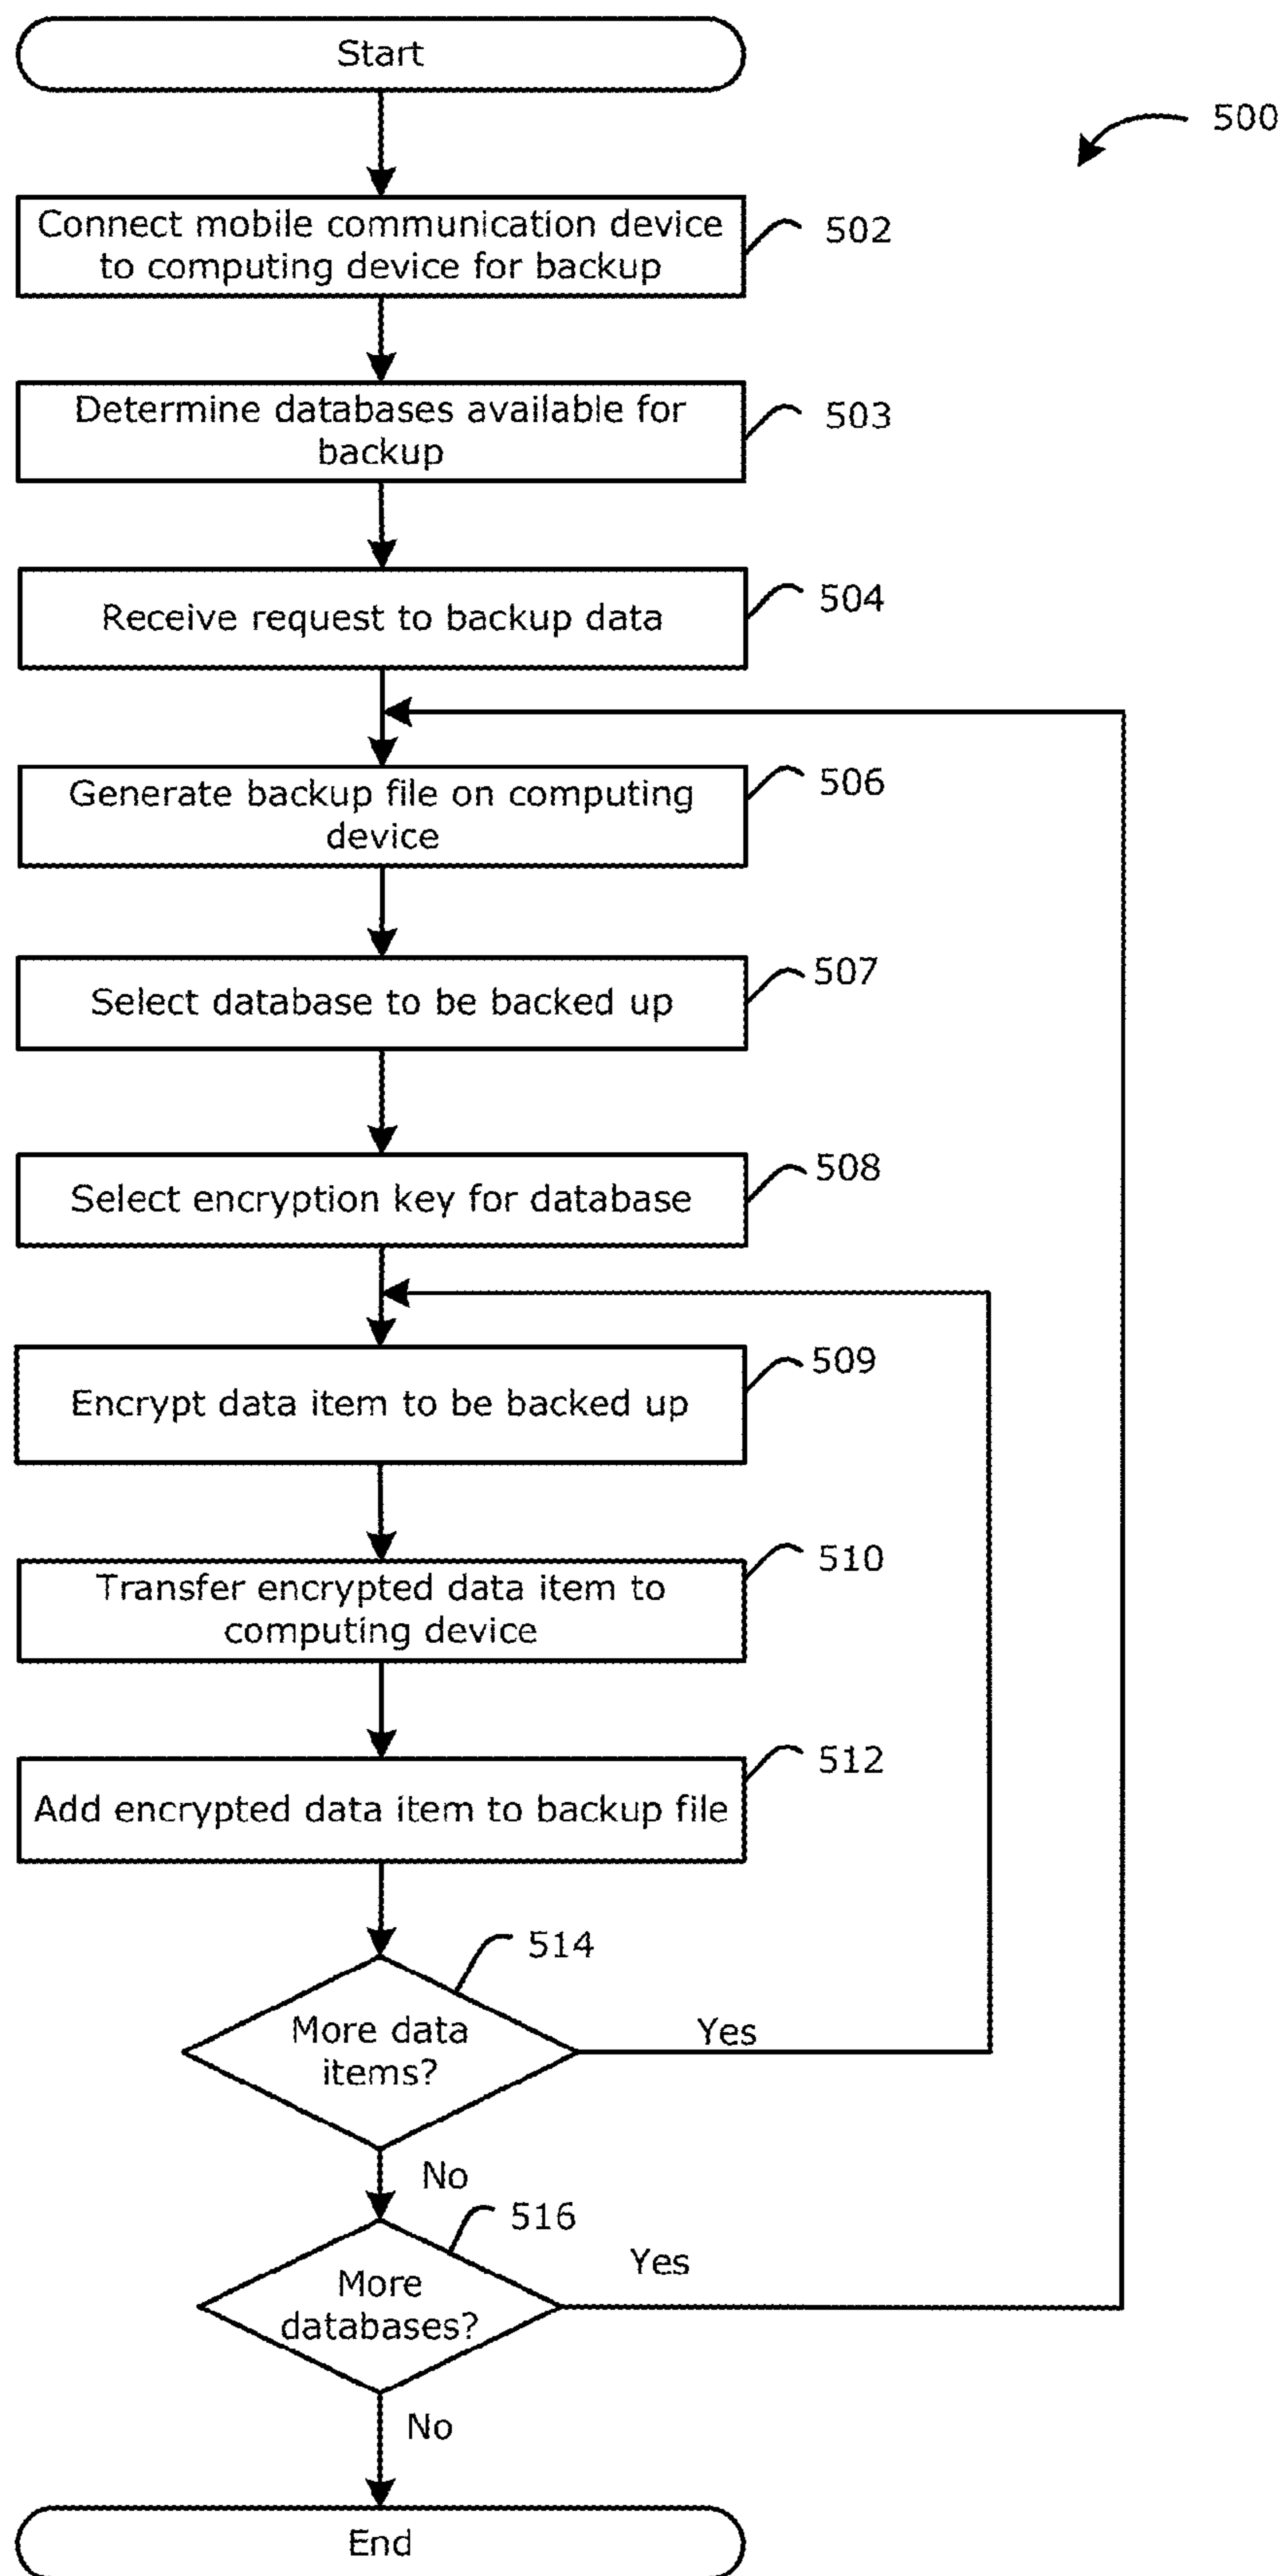 Start
500
Connect mobile communication device
to computing device for backup
502
Determine databases available for
backup
503
Receive request to backup data
504
Generate backup file on computing
device
506
Select database to be backed up
507
Select encryption key for database
508
Encrypt data item to be backed up
509
Transfer encrypted data item to
computing device
510
Add encrypted data item to backup file
512
514
More data
items?
Yes
No
516
More
databases?
Yes
No
End